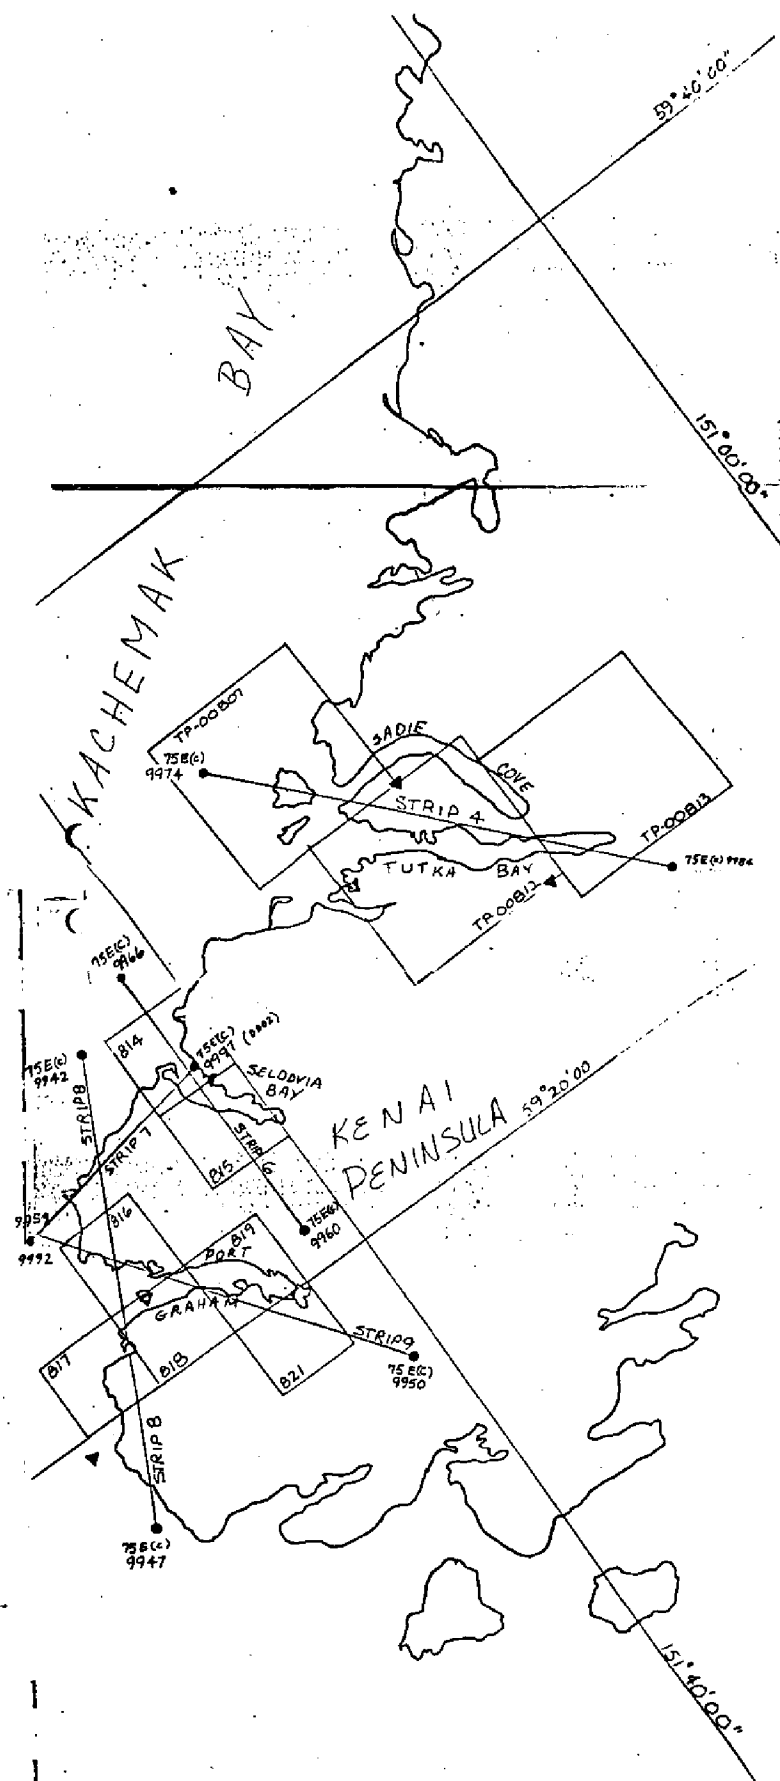 59° 40' 00"
BAY
151° 00' 00"
KACHEMAK
TP-00807
75E(C)
9974
SADIE
COVE
STRIP 4
TP-00813
75E(C) 9984
TUTKA BAY
TP-00812
75E(C)
9966
814
75E(C)
9997 (0002)
75E(C)
9942
STRIP 8
SELDOVIA
BAY
KENAI
PENINSULA
59° 20' 00
STRIP 7
STRIP 6
815
816
819
75E(C)
9960
9992
PORT
GRAHAM
STRIP 9
75E(C)
9950
817
818
821
STRIP 8
75E(C)
9947
151° 40' 00"